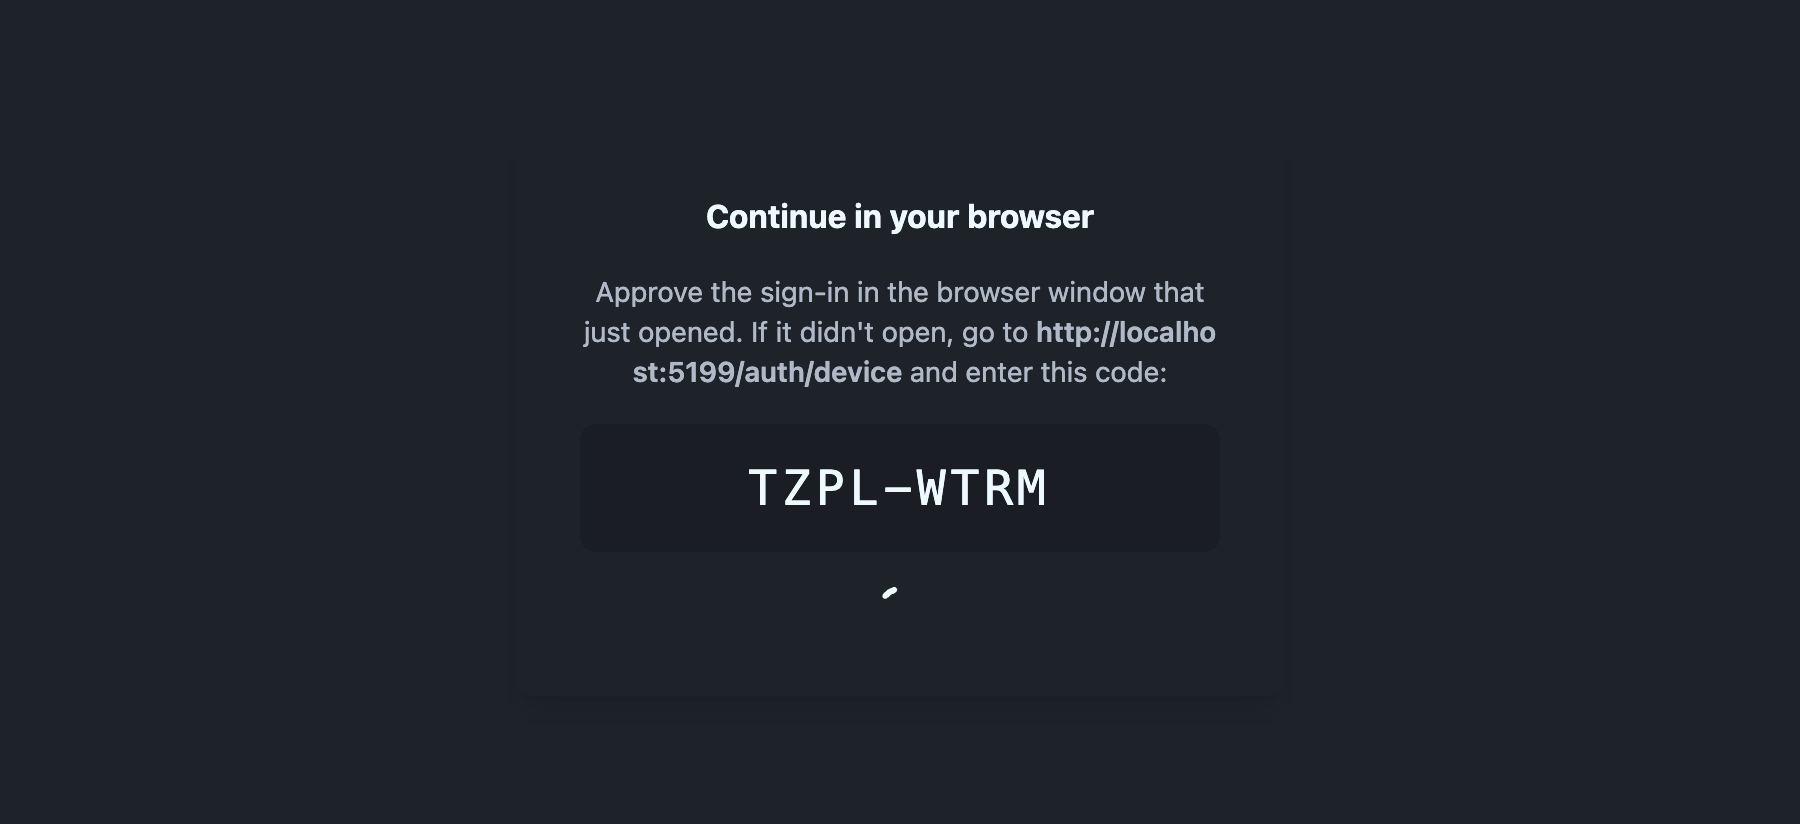 Continue in your browser
Approve the sign-in in the browser window that
just opened. If it didn't open, go to http://localho
st:5199/auth/device and enter this code:
TZPL-WTRM